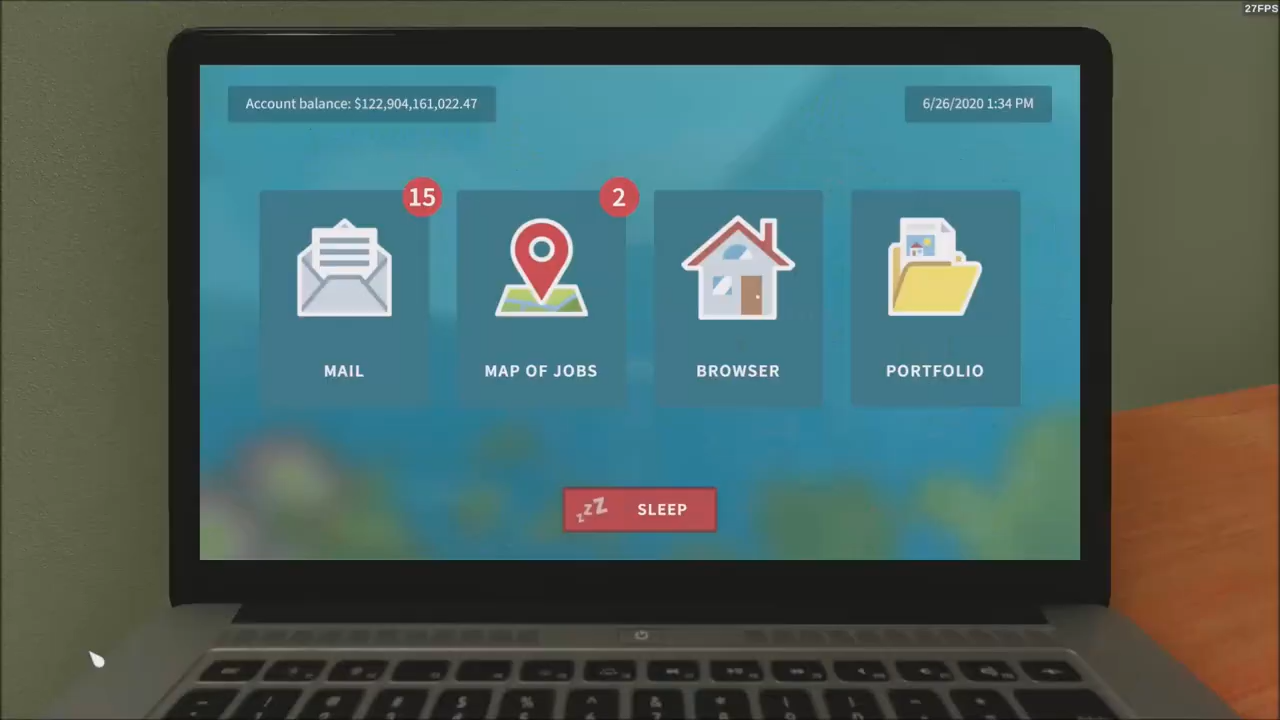 27FPS
Account balance: $122,904,161,022.47
6/26/2020 1:34 PM
15
2
MAIL
MAP OF JOBS
BROWSER
PORTFOLIO
zzZ SLEEP